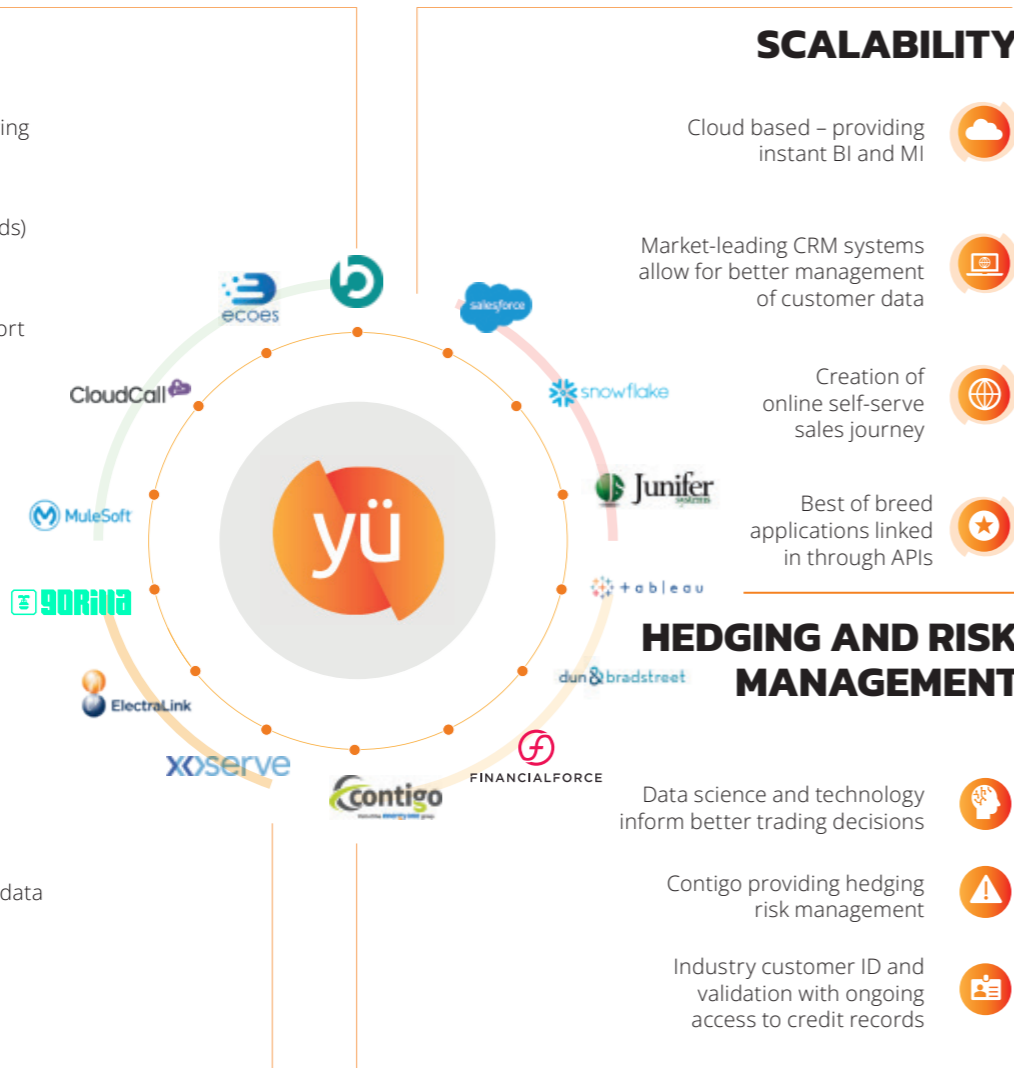 SCALABILITY
Cloud based – providing
instant BI and MI
Market-leading CRM systems
allow for better management
of customer data
Creation of
online self-serve
sales journey
Best of breed
applications linked
in through APIs
HEDGING AND RISK
MANAGEMENT
Data science and technology
inform better trading decisions
Contigo providing hedging
risk management
Industry customer ID and
validation with ongoing
access to credit records
ing
ds)
ort
data
b
ecoes
salesforce
CloudCall
snowflake
Junifer
systems
MuleSoft
yü
gorilla
+ableau
dun & bradstreet
ElectraLink
xoserve
FINANCIALFORCE
contigo